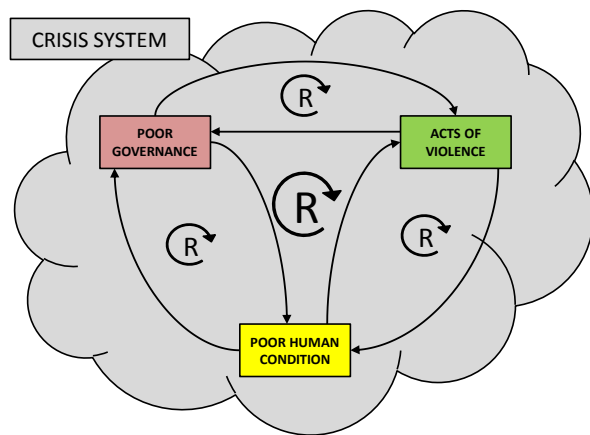 CRISIS SYSTEM
R
POOR
GOVERNANCE
ACTS OF
VIOLENCE
R
R
R
POOR HUMAN
CONDITION